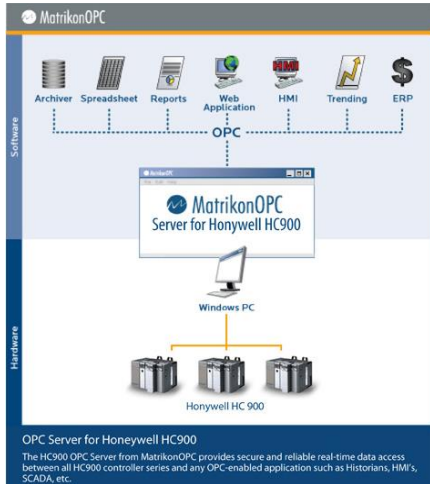 MatrikonOPC
Archiver Spreadsheet Reports Web Application HMI Trending ERP
HMI
OPC
Software
MatrikonOPC
MatrikonOPC
Server for Honywell HC900
Windows PC
Hardware
Honywell HC 900
OPC Server for Honeywell HC900
The HC900 OPC Server from MatrikonOPC provides secure and reliable real-time data access
between all HC900 controller series and any OPC-enabled application such as Historians, HMI's,
SCADA, etc.